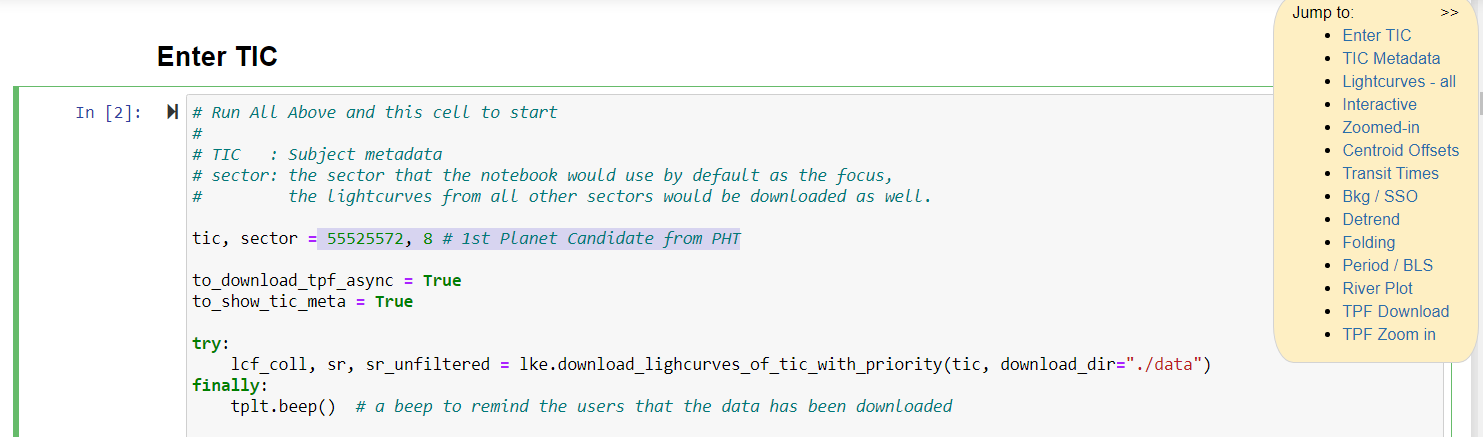 Jump to: >>
Enter TIC
TIC Metadata
Lightcurves - all
Interactive
Zoomed-in
Centroid Offsets
Transit Times
Bkg / SSO
Detrend
Folding
Period / BLS
River Plot
TPF Download
TPF Zoom in
Enter TIC
In [2]:
# Run All Above and this cell to start
#
# TIC   : Subject metadata
# sector: the sector that the notebook would use by default as the focus,
#         the lightcurves from all other sectors would be downloaded as well.
tic, sector = 55525572, 8 # 1st Planet Candidate from PHT
to_download_tpf_async = True
to_show_tic_meta = True
try:
    lcf_coll, sr, sr_unfiltered = lke.download_lighcurves_of_tic_with_priority(tic, download_dir="./data")
finally:
    tplt.beep()  # a beep to remind the users that the data has been downloaded